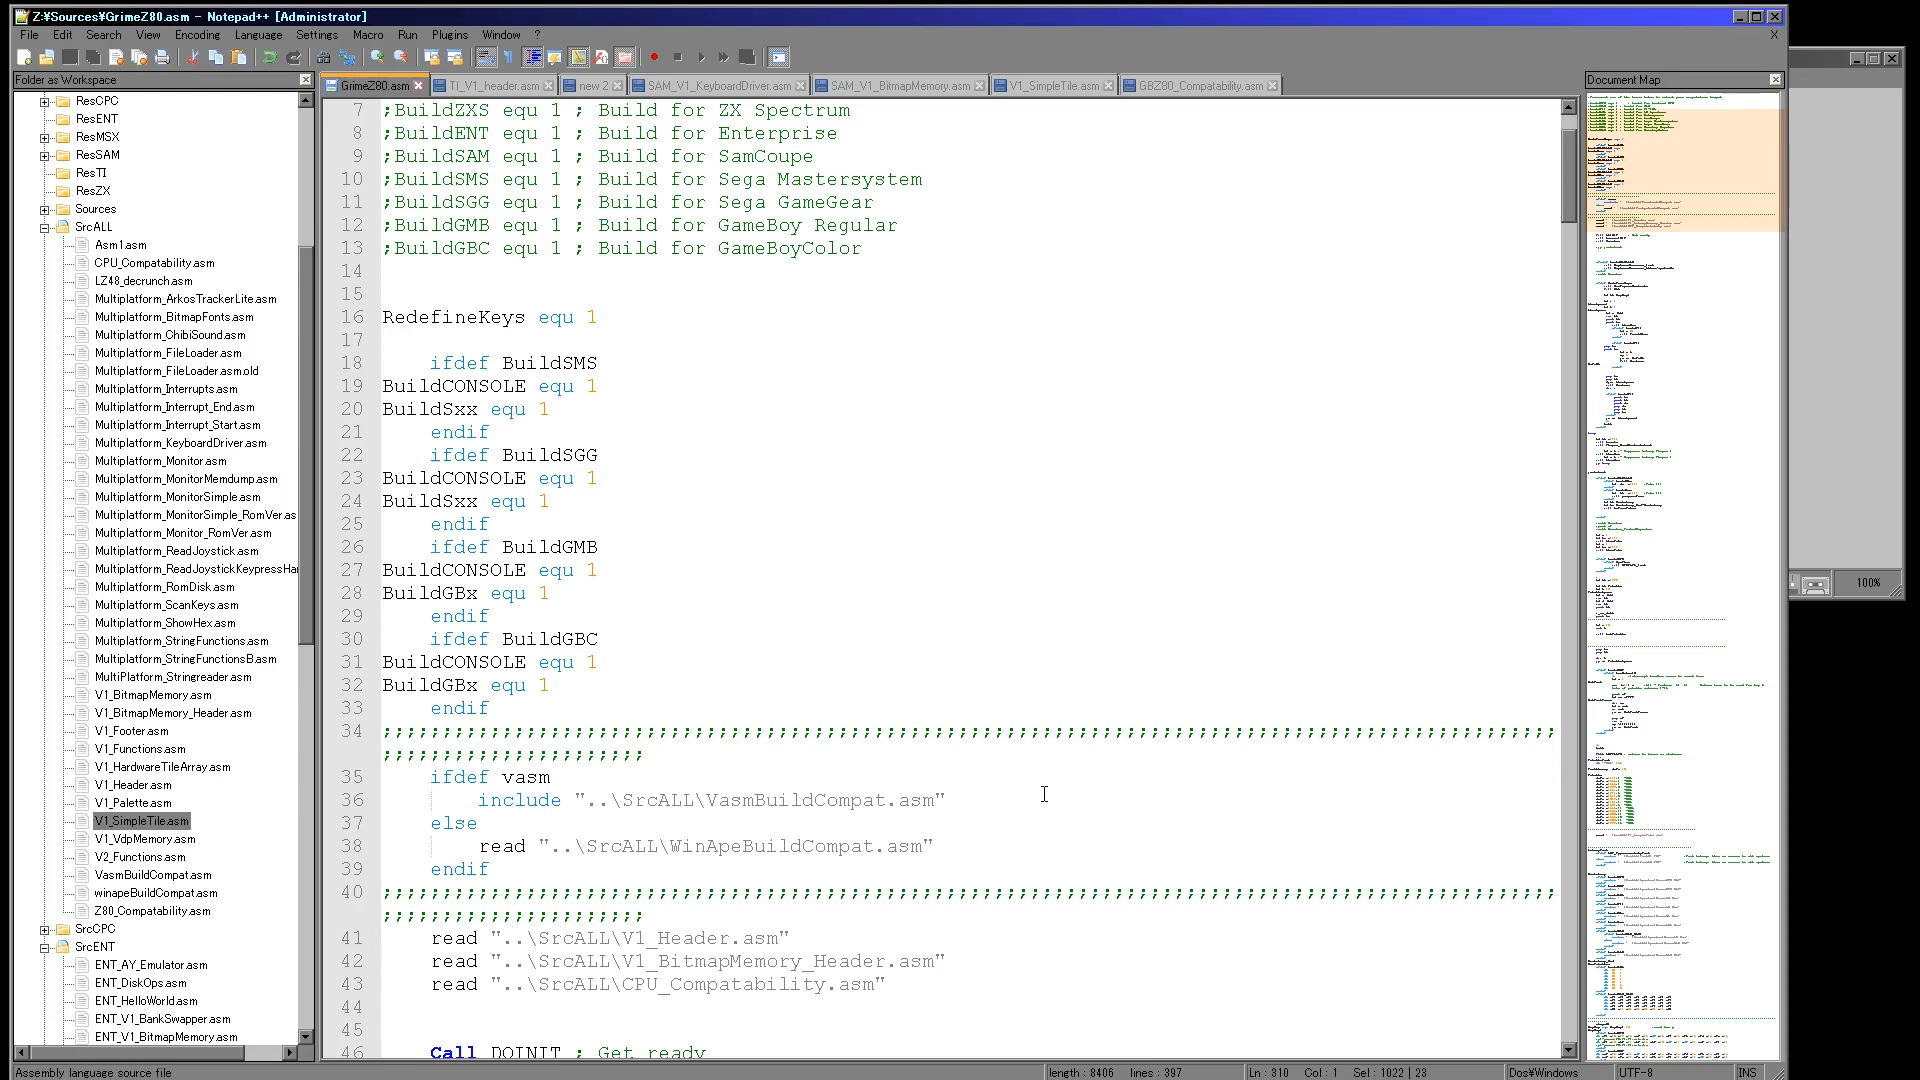 Z:¥Sources¥GrimeZ80.asm - Notepad++ [Administrator]
File Edit Search View Encoding Language Settings Macro Run Plugins Window ? X
Folder as Workspace
GrimeZ80.asm TI_V1_header.asm new 2 SAM_V1_KeyboardDriver.asm SAM_V1_BitmapMemory.asm V1_SimpleTile.asm GBZ80_Compatability.asm
Document Map
ResCPC
ResENT
ResMSX
ResSAM
ResTI
ResZX
Sources
SrcALL
Asm1.asm
CPU_Compatability.asm
LZ48_decrunch.asm
Multiplatform_ArkosTrackerLite.asm
Multiplatform_BitmapFonts.asm
Multiplatform_ChibiSound.asm
Multiplatform_FileLoader.asm
Multiplatform_FileLoader.asm.old
Multiplatform_Interrupts.asm
Multiplatform_Interrupt_End.asm
Multiplatform_Interrupt_Start.asm
Multiplatform_KeyboardDriver.asm
Multiplatform_Monitor.asm
Multiplatform_MonitorMemdump.asm
Multiplatform_MonitorSimple.asm
Multiplatform_MonitorSimple_RomVer.as
Multiplatform_Monitor_RomVer.asm
Multiplatform_ReadJoystick.asm
Multiplatform_ReadJoystickKeypressHar
Multiplatform_RomDisk.asm
Multiplatform_ScanKeys.asm
Multiplatform_ShowHex.asm
Multiplatform_StringFunctions.asm
Multiplatform_StringFunctionsB.asm
MultiPlatform_Stringreader.asm
V1_BitmapMemory.asm
V1_BitmapMemory_Header.asm
V1_Footer.asm
V1_Functions.asm
V1_HardwareTileArray.asm
V1_Header.asm
V1_Palette.asm
V1_SimpleTile.asm
V1_VdpMemory.asm
V2_Functions.asm
VasmBuildCompat.asm
winapeBuildCompat.asm
Z80_Compatability.asm
SrcCPC
SrcENT
ENT_AY_Emulator.asm
ENT_DiskOps.asm
ENT_HelloWorld.asm
ENT_V1_BankSwapper.asm
ENT_V1_BitmapMemory.asm
7 ;BuildZXS equ 1 ; Build for ZX Spectrum
8 ;BuildENT equ 1 ; Build for Enterprise
9 ;BuildSAM equ 1 ; Build for SamCoupe
10 ;BuildSMS equ 1 ; Build for Sega Mastersystem
11 ;BuildSGG equ 1 ; Build for Sega GameGear
12 ;BuildGMB equ 1 ; Build for GameBoy Regular
13 ;BuildGBC equ 1 ; Build for GameBoyColor
14
15
16 RedefineKeys equ 1
17
18 ifdef BuildSMS
19 BuildCONSOLE equ 1
20 BuildSxx equ 1
21 endif
22 ifdef BuildSGG
23 BuildCONSOLE equ 1
24 BuildSxx equ 1
25 endif
26 ifdef BuildGMB
27 BuildCONSOLE equ 1
28 BuildGBx equ 1
29 endif
30 ifdef BuildGBC
31 BuildCONSOLE equ 1
32 BuildGBx equ 1
33 endif
34 ;;;;;;;;;;;;;;;;;;;;;;;;;;;;;;;;;;;;;;;;;;;;;;;;;;;;;;;;;;;;;;;;;;;;;;;;;;;;;;;;;;;;;;;;;;;;;;;;;;
;;;;;;;;;;;;;;;;;;;;;;
35 ifdef vasm
36 include "..\SrcALL\VasmBuildCompat.asm"
37 else
38 read "..\SrcALL\WinApeBuildCompat.asm"
39 endif
40 ;;;;;;;;;;;;;;;;;;;;;;;;;;;;;;;;;;;;;;;;;;;;;;;;;;;;;;;;;;;;;;;;;;;;;;;;;;;;;;;;;;;;;;;;;;;;;;;;;;
;;;;;;;;;;;;;;;;;;;;;;
41 read "..\SrcALL\V1_Header.asm"
42 read "..\SrcALL\V1_BitmapMemory_Header.asm"
43 read "..\SrcALL\CPU_Compatability.asm"
44
45
46 Call DOINIT ; Get ready
100%
Assembly language source file length : 8406 lines : 397 Ln : 310 Col : 1 Sel : 1022 | 23 Dos¥Windows UTF-8 INS